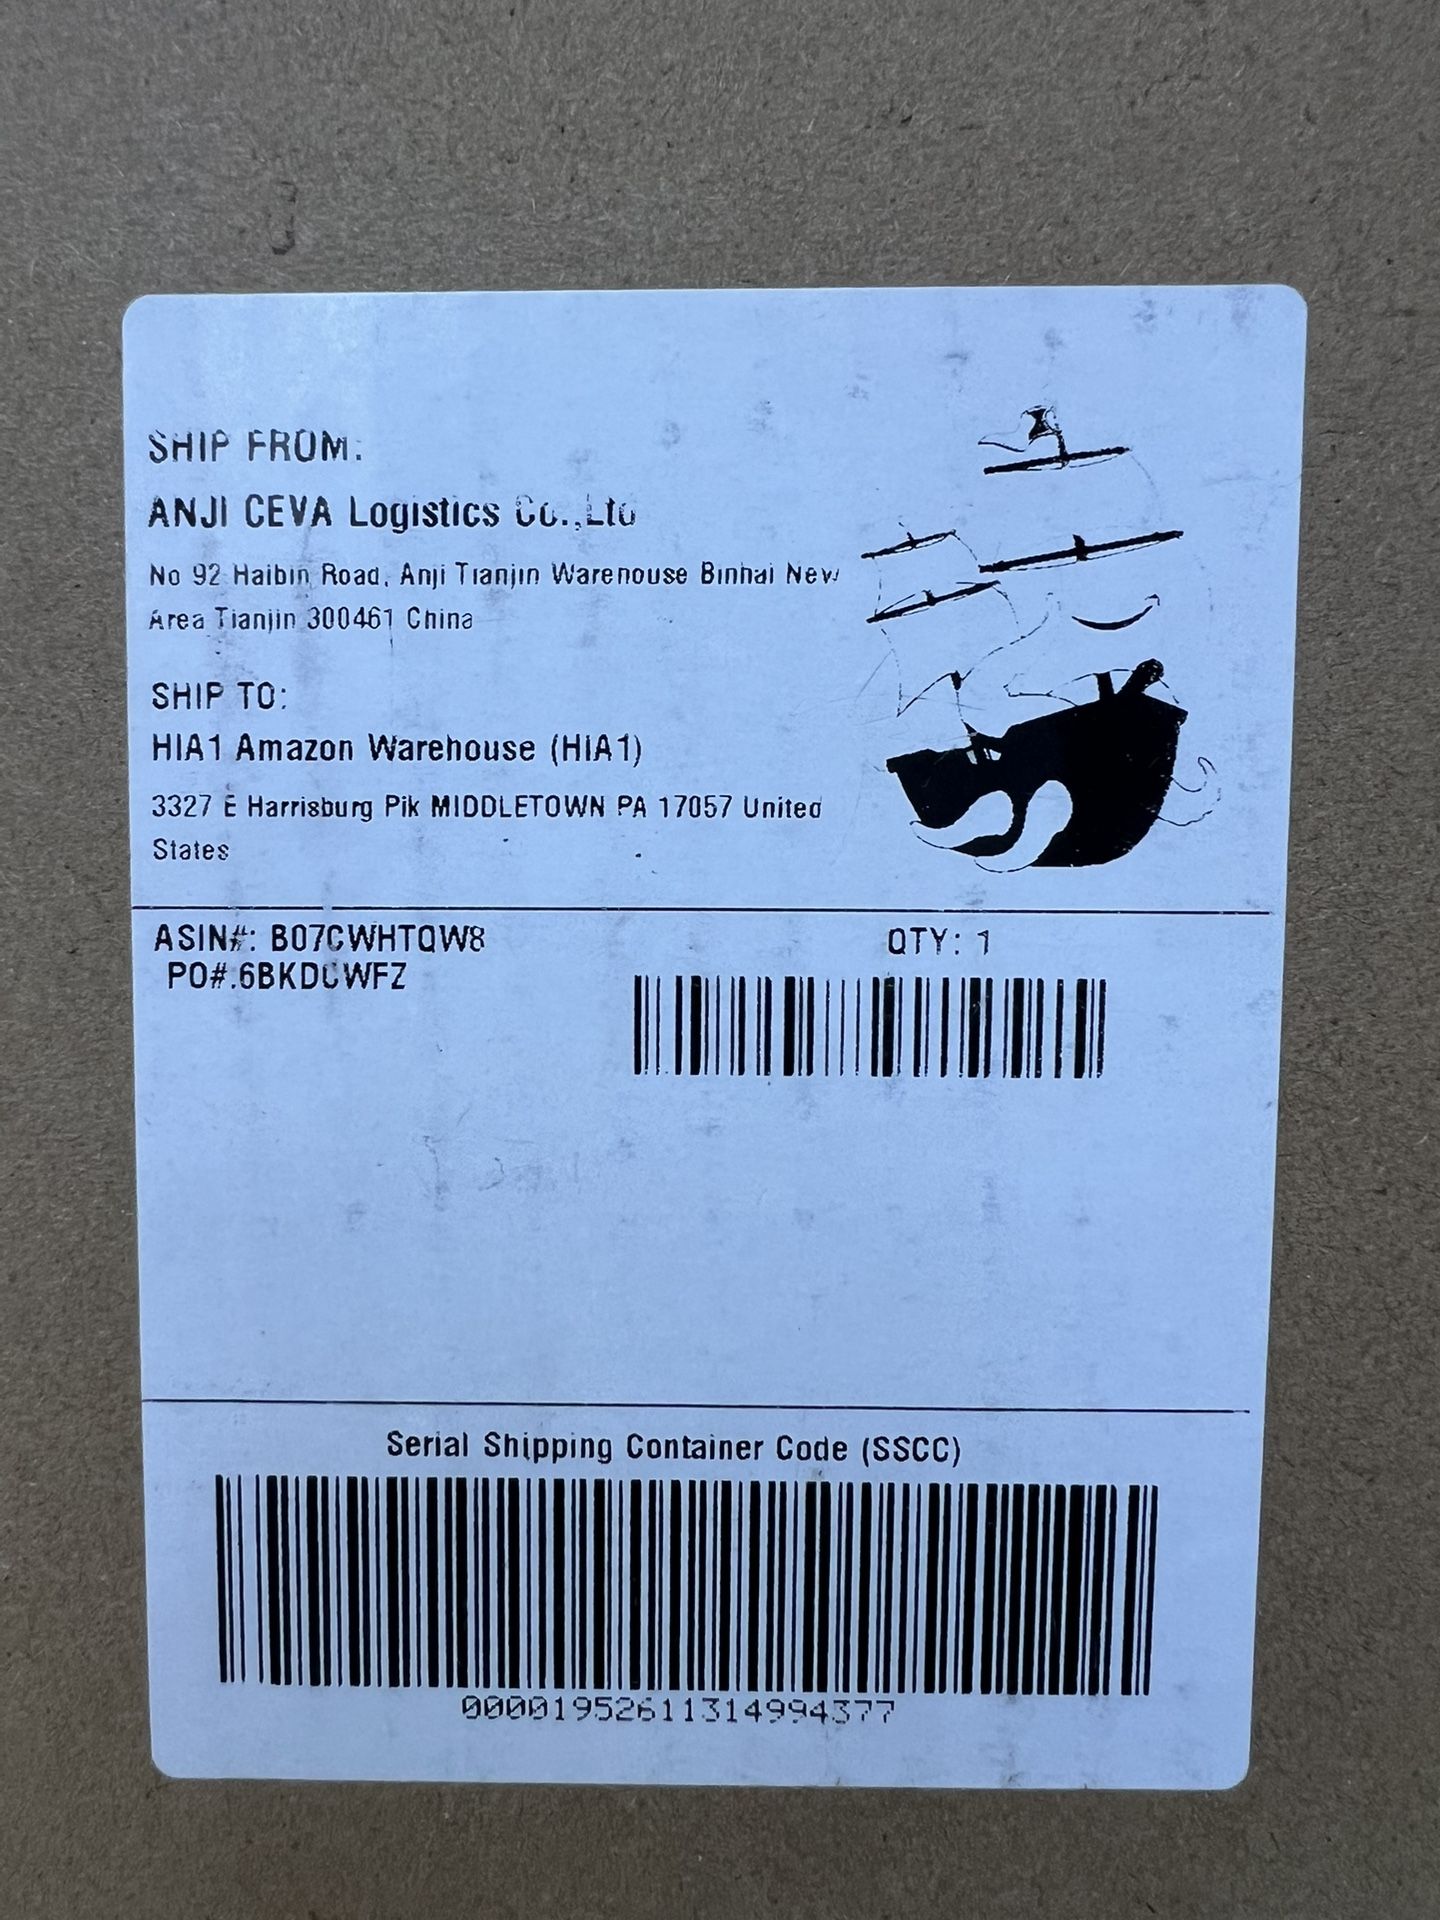 SHIP FROM:
ANJI CEVA Logistics Co.,Ltd
No 92 Haibin Road, Anji Tianjin Warehouse Binhai New
Area Tianjin 300461 China
SHIP TO:
HIA1 Amazon Warehouse (HIA1)
3327 E Harrisburg Pik MIDDLETOWN PA 17057 United
States
ASIN#: B07CWHTQW8
QTY: 1
PO#:6BKDCWFZ
Serial Shipping Container Code (SSCC)
00001952611314994377